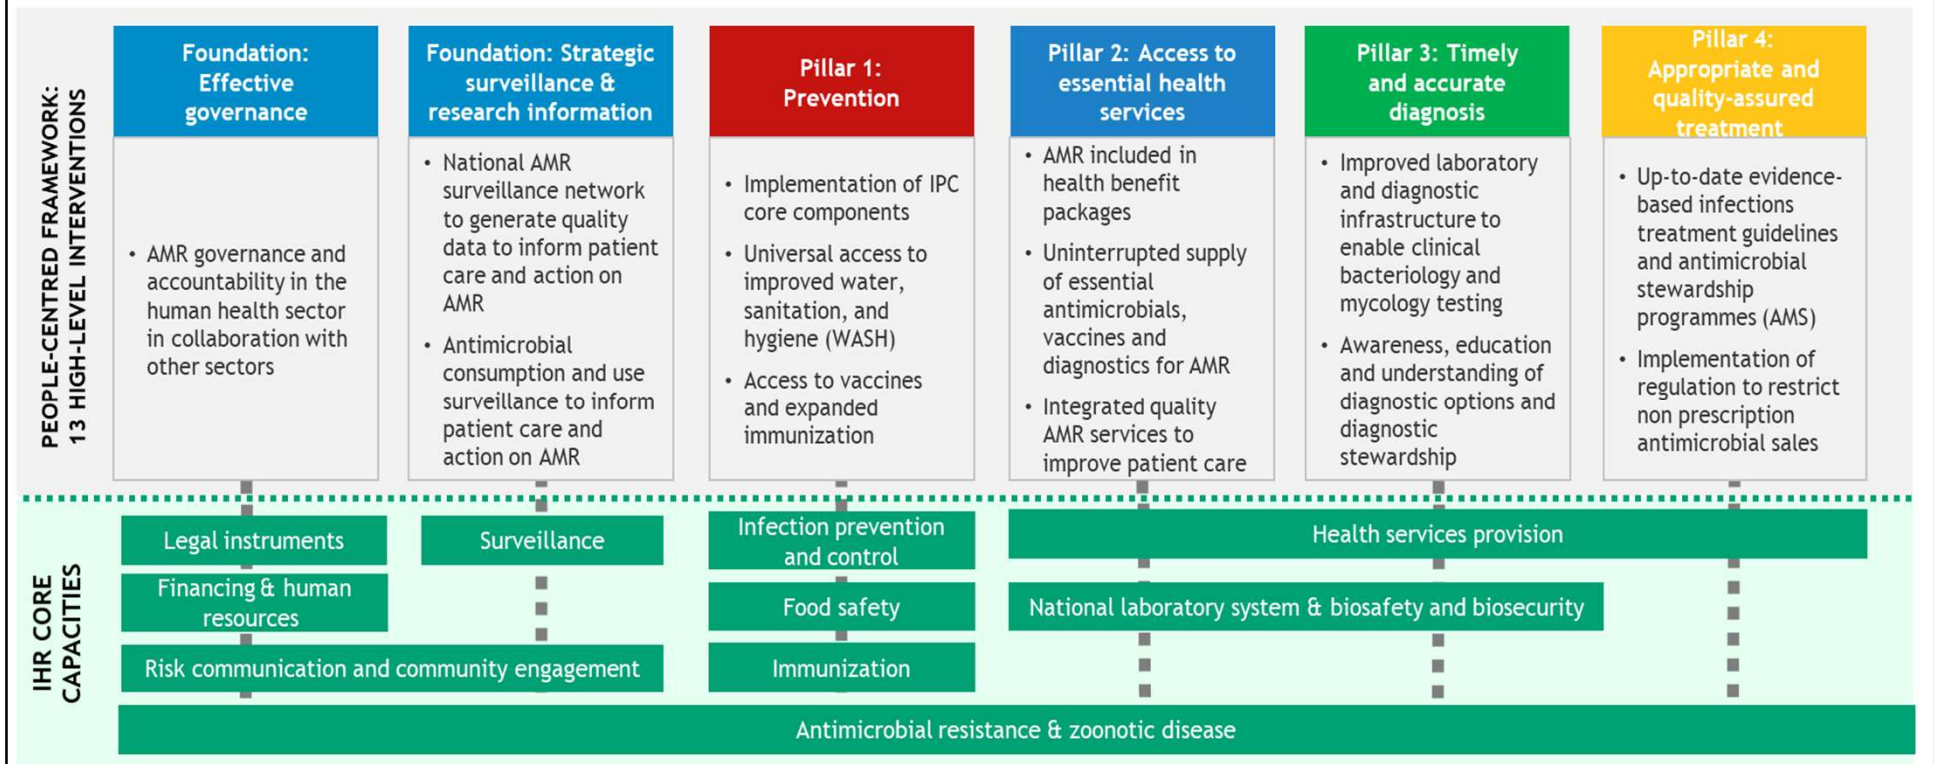 PEOPLE-CENTRED FRAMEWORK:
13 HIGH-LEVEL INTERVENTIONS
Foundation:
Effective
governance
• AMR governance and
accountability in the
human health sector
in collaboration with
other sectors
Foundation: Strategic
surveillance &
research information
• National AMR
surveillance network
to generate quality
data to inform patient
care and action on
AMR
• Antimicrobial
consumption and use
surveillance to inform
patient care and
action on AMR
Pillar 1:
Prevention
• Implementation of IPC
core components
• Universal access to
improved water,
sanitation, and
hygiene (WASH)
• Access to vaccines
and expanded
immunization
Pillar 2: Access to
essential health
services
• AMR included in
health benefit
packages
• Uninterrupted supply
of essential
antimicrobials,
vaccines and
diagnostics for AMR
• Integrated quality
AMR services to
improve patient care
Pillar 3: Timely
and accurate
diagnosis
• Improved laboratory
and diagnostic
infrastructure to
enable clinical
bacteriology and
mycology testing
• Awareness, education
and understanding of
diagnostic options and
diagnostic
stewardship
Pillar 4:
Appropriate and
quality-assured
treatment
• Up-to-date evidence-
based infections
treatment guidelines
and antimicrobial
stewardship
programmes (AMS)
• Implementation of
regulation to restrict
non prescription
antimicrobial sales
IHR CORE
CAPACITIES
Legal instruments
Surveillance
Infection prevention
and control
Health services provision
Financing & human
resources
Food safety
National laboratory system & biosafety and biosecurity
Risk communication and community engagement
Immunization
Antimicrobial resistance & zoonotic disease